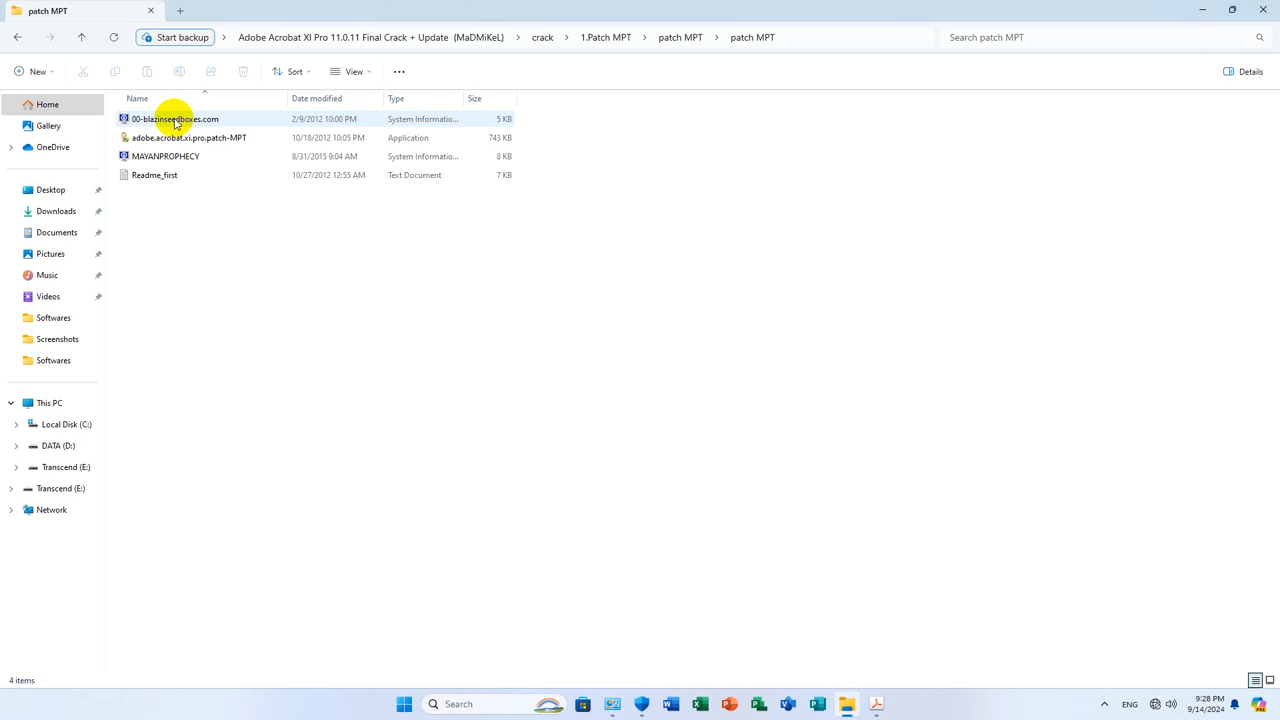 patch MPT
Start backup
Adobe Acrobat XI Pro 11.0.11 Final Crack + Update (MaDMiKeL)
crack
1.Patch MPT
patch MPT
patch MPT
Search patch MPT
New
Sort
View
Details
Name
Date modified
Type
Size
00-blazinseedboxes.com
2/9/2012 10:00 PM
System Informatio...
5 KB
adobe.acrobat.xi.pro.patch-MPT
10/18/2012 10:05 PM
Application
743 KB
MAYANPROPHECY
8/31/2015 9:04 AM
System Informatio...
8 KB
Readme_first
10/27/2012 12:55 AM
Text Document
7 KB
Home
Gallery
OneDrive
Desktop
Downloads
Documents
Pictures
Music
Videos
Softwares
Screenshots
Softwares
This PC
Local Disk (C:)
DATA (D:)
Transcend (E:)
Transcend (E:)
Network
4 items
Search
ENG
9:28 PM
9/14/2024